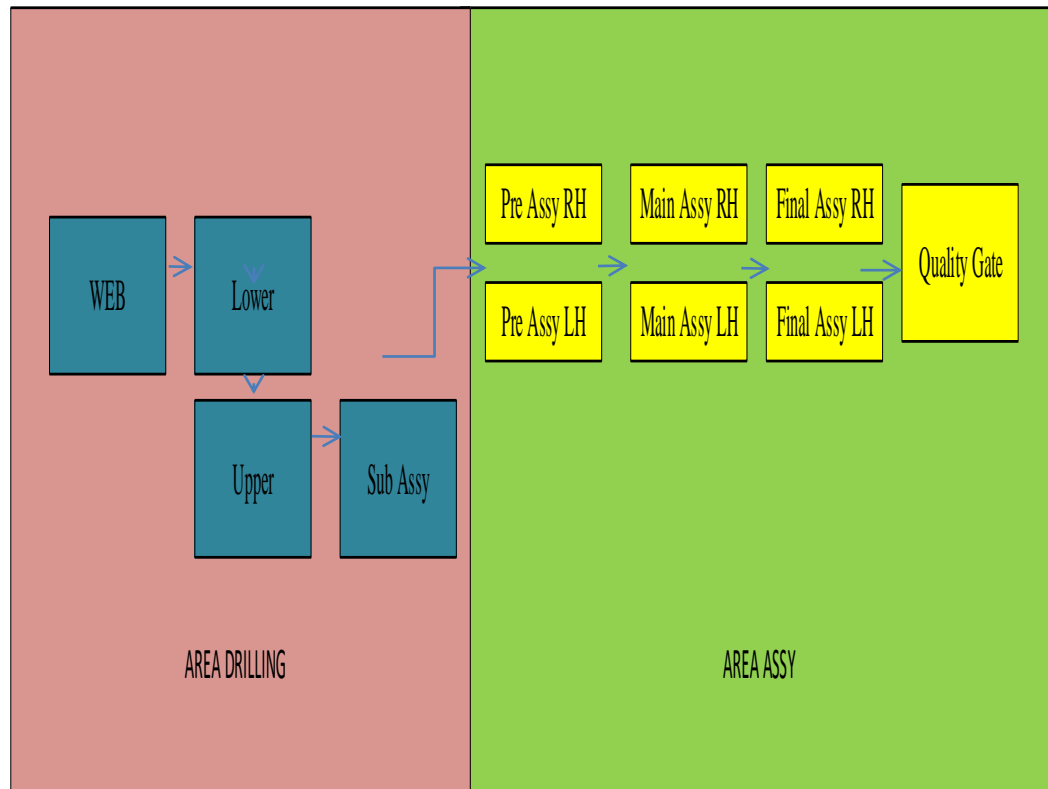 WEB
Lower
Upper
Sub Assy
AREA DRILLING
Pre Assy RH
Main Assy RH
Final Assy RH
Quality Gate
Pre Assy LH
Main Assy LH
Final Assy LH
AREA ASSY